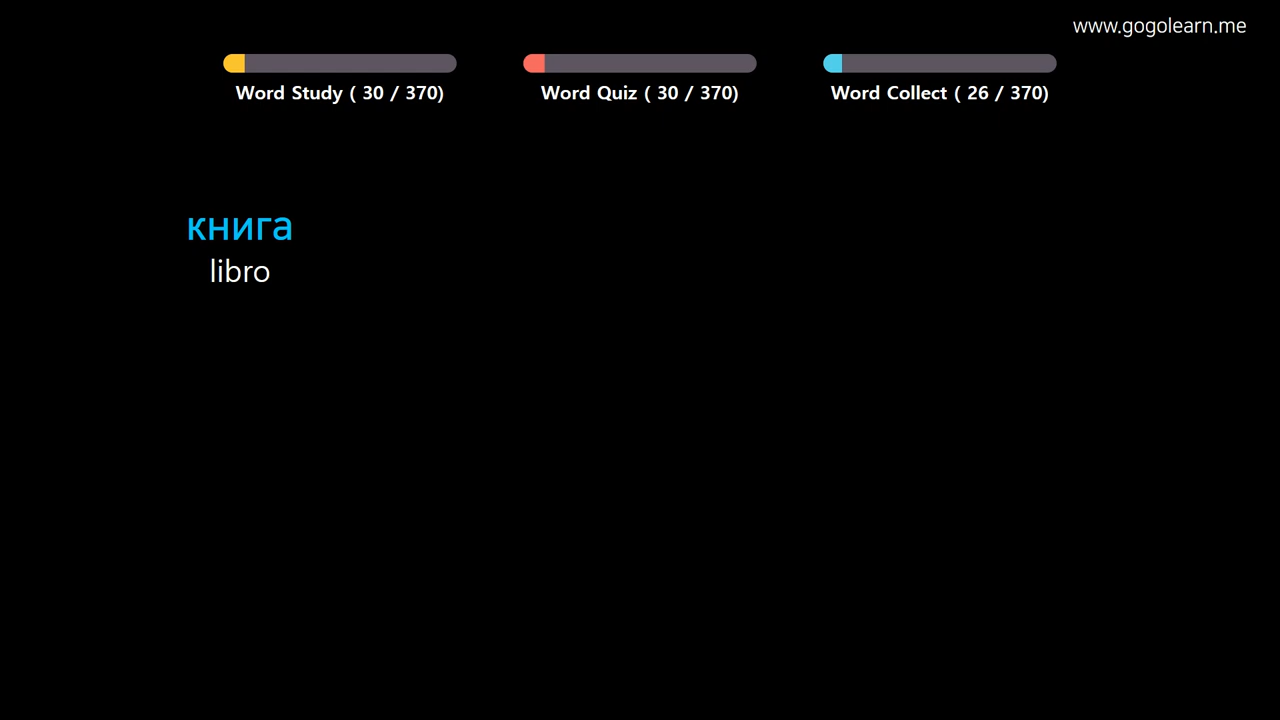 www.gogolearn.me
Word Study ( 30 / 370)
Word Quiz ( 30 / 370)
Word Collect ( 26 / 370)
книга
libro